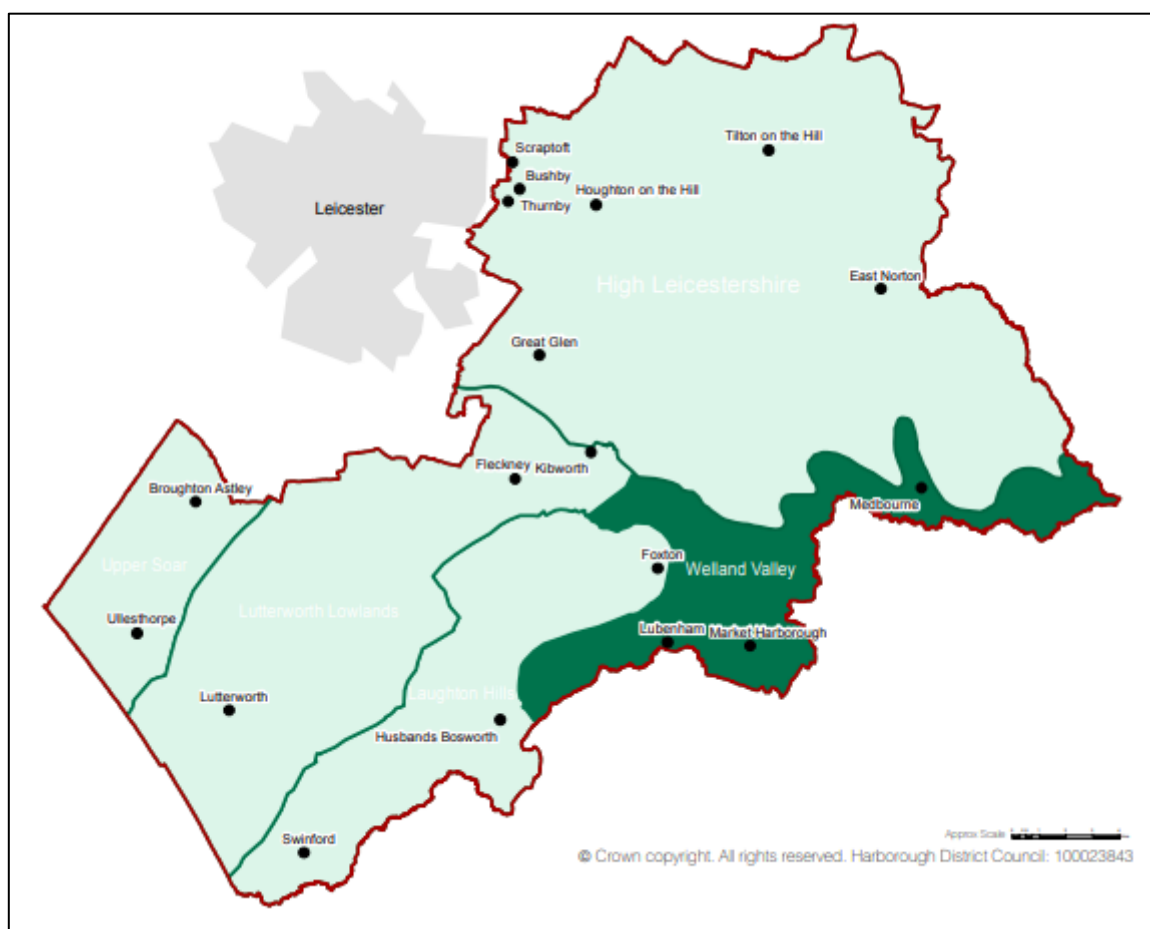 Tilton on the Hill
Scraptoft
Bushby
Houghton on the Hill
Thurnby
Leicester
East Norton
High Leicestershire
Great Glen
Fleckney
Kibworth
Broughton Astley
Medbourne
Foxton
Welland Valley
Upper Soar
Lutterworth Lowlands
Ullesthorpe
Lubenham
Market Harborough
Laughton Hills
Lutterworth
Husbands Bosworth
Swinford
Approx Scale
© Crown copyright. All rights reserved. Harborough District Council: 100023843